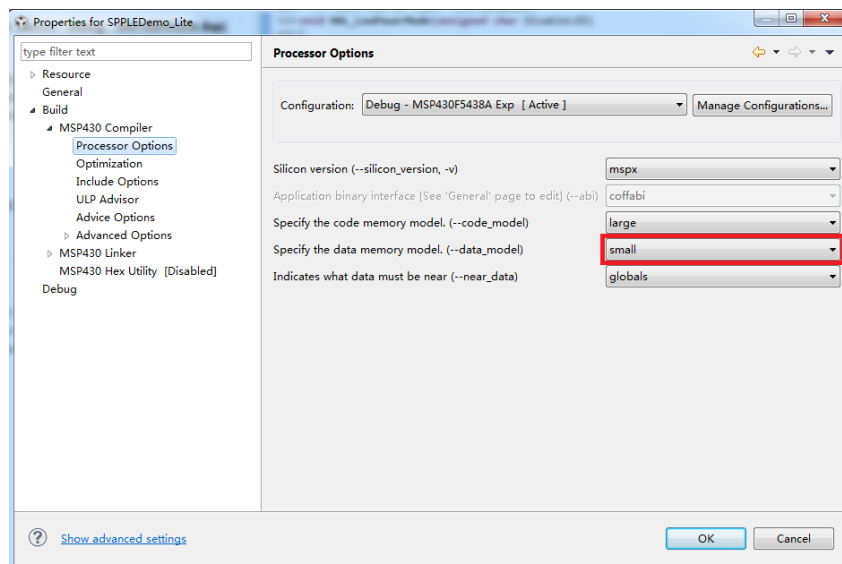 Properties for SPPLEDemo_Lite
type filter text
Processor Options
Resource
General
Build
MSP430 Compiler
Processor Options
Optimization
Include Options
ULP Advisor
Advice Options
Advanced Options
MSP430 Linker
MSP430 Hex Utility [Disabled]
Debug
Configuration: Debug - MSP430F5438A Exp [ Active ] Manage Configurations...
Silicon version (--silicon_version, -v) mspx
Application binary interface [See 'General' page to edit] (--abi) coffabi
Specify the code memory model. (--code_model) large
Specify the data memory model. (--data_model) small
Indicates what data must be near (--near_data) globals
Show advanced settings
OK Cancel